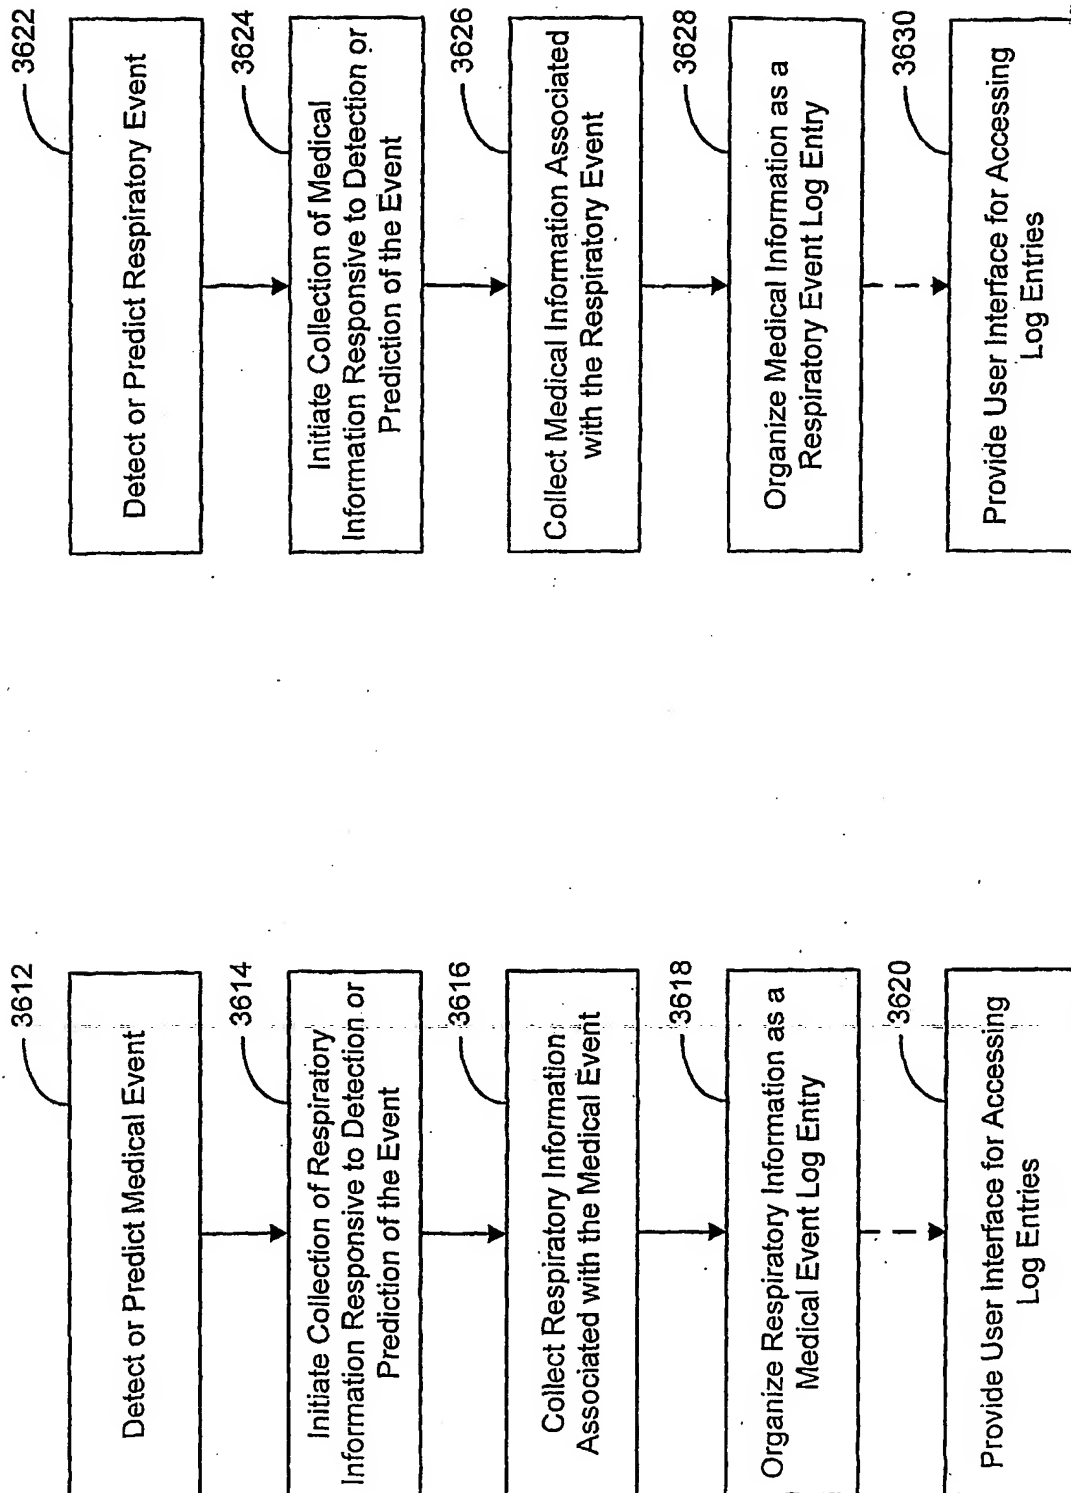 3612
Detect or Predict Medical Event
3614
Initiate Collection of Respiratory
Information Responsive to Detection or
Prediction of the Event
3616
Collect Respiratory Information
Associated with the Medical Event
3618
Organize Respiratory Information as a
Medical Event Log Entry
3620
Provide User Interface for Accessing
Log Entries
3622
Detect or Predict Respiratory Event
3624
Initiate Collection of Medical
Information Responsive to Detection or
Prediction of the Event
3626
Collect Medical Information Associated
with the Respiratory Event
3628
Organize Medical Information as a
Respiratory Event Log Entry
3630
Provide User Interface for Accessing
Log Entries